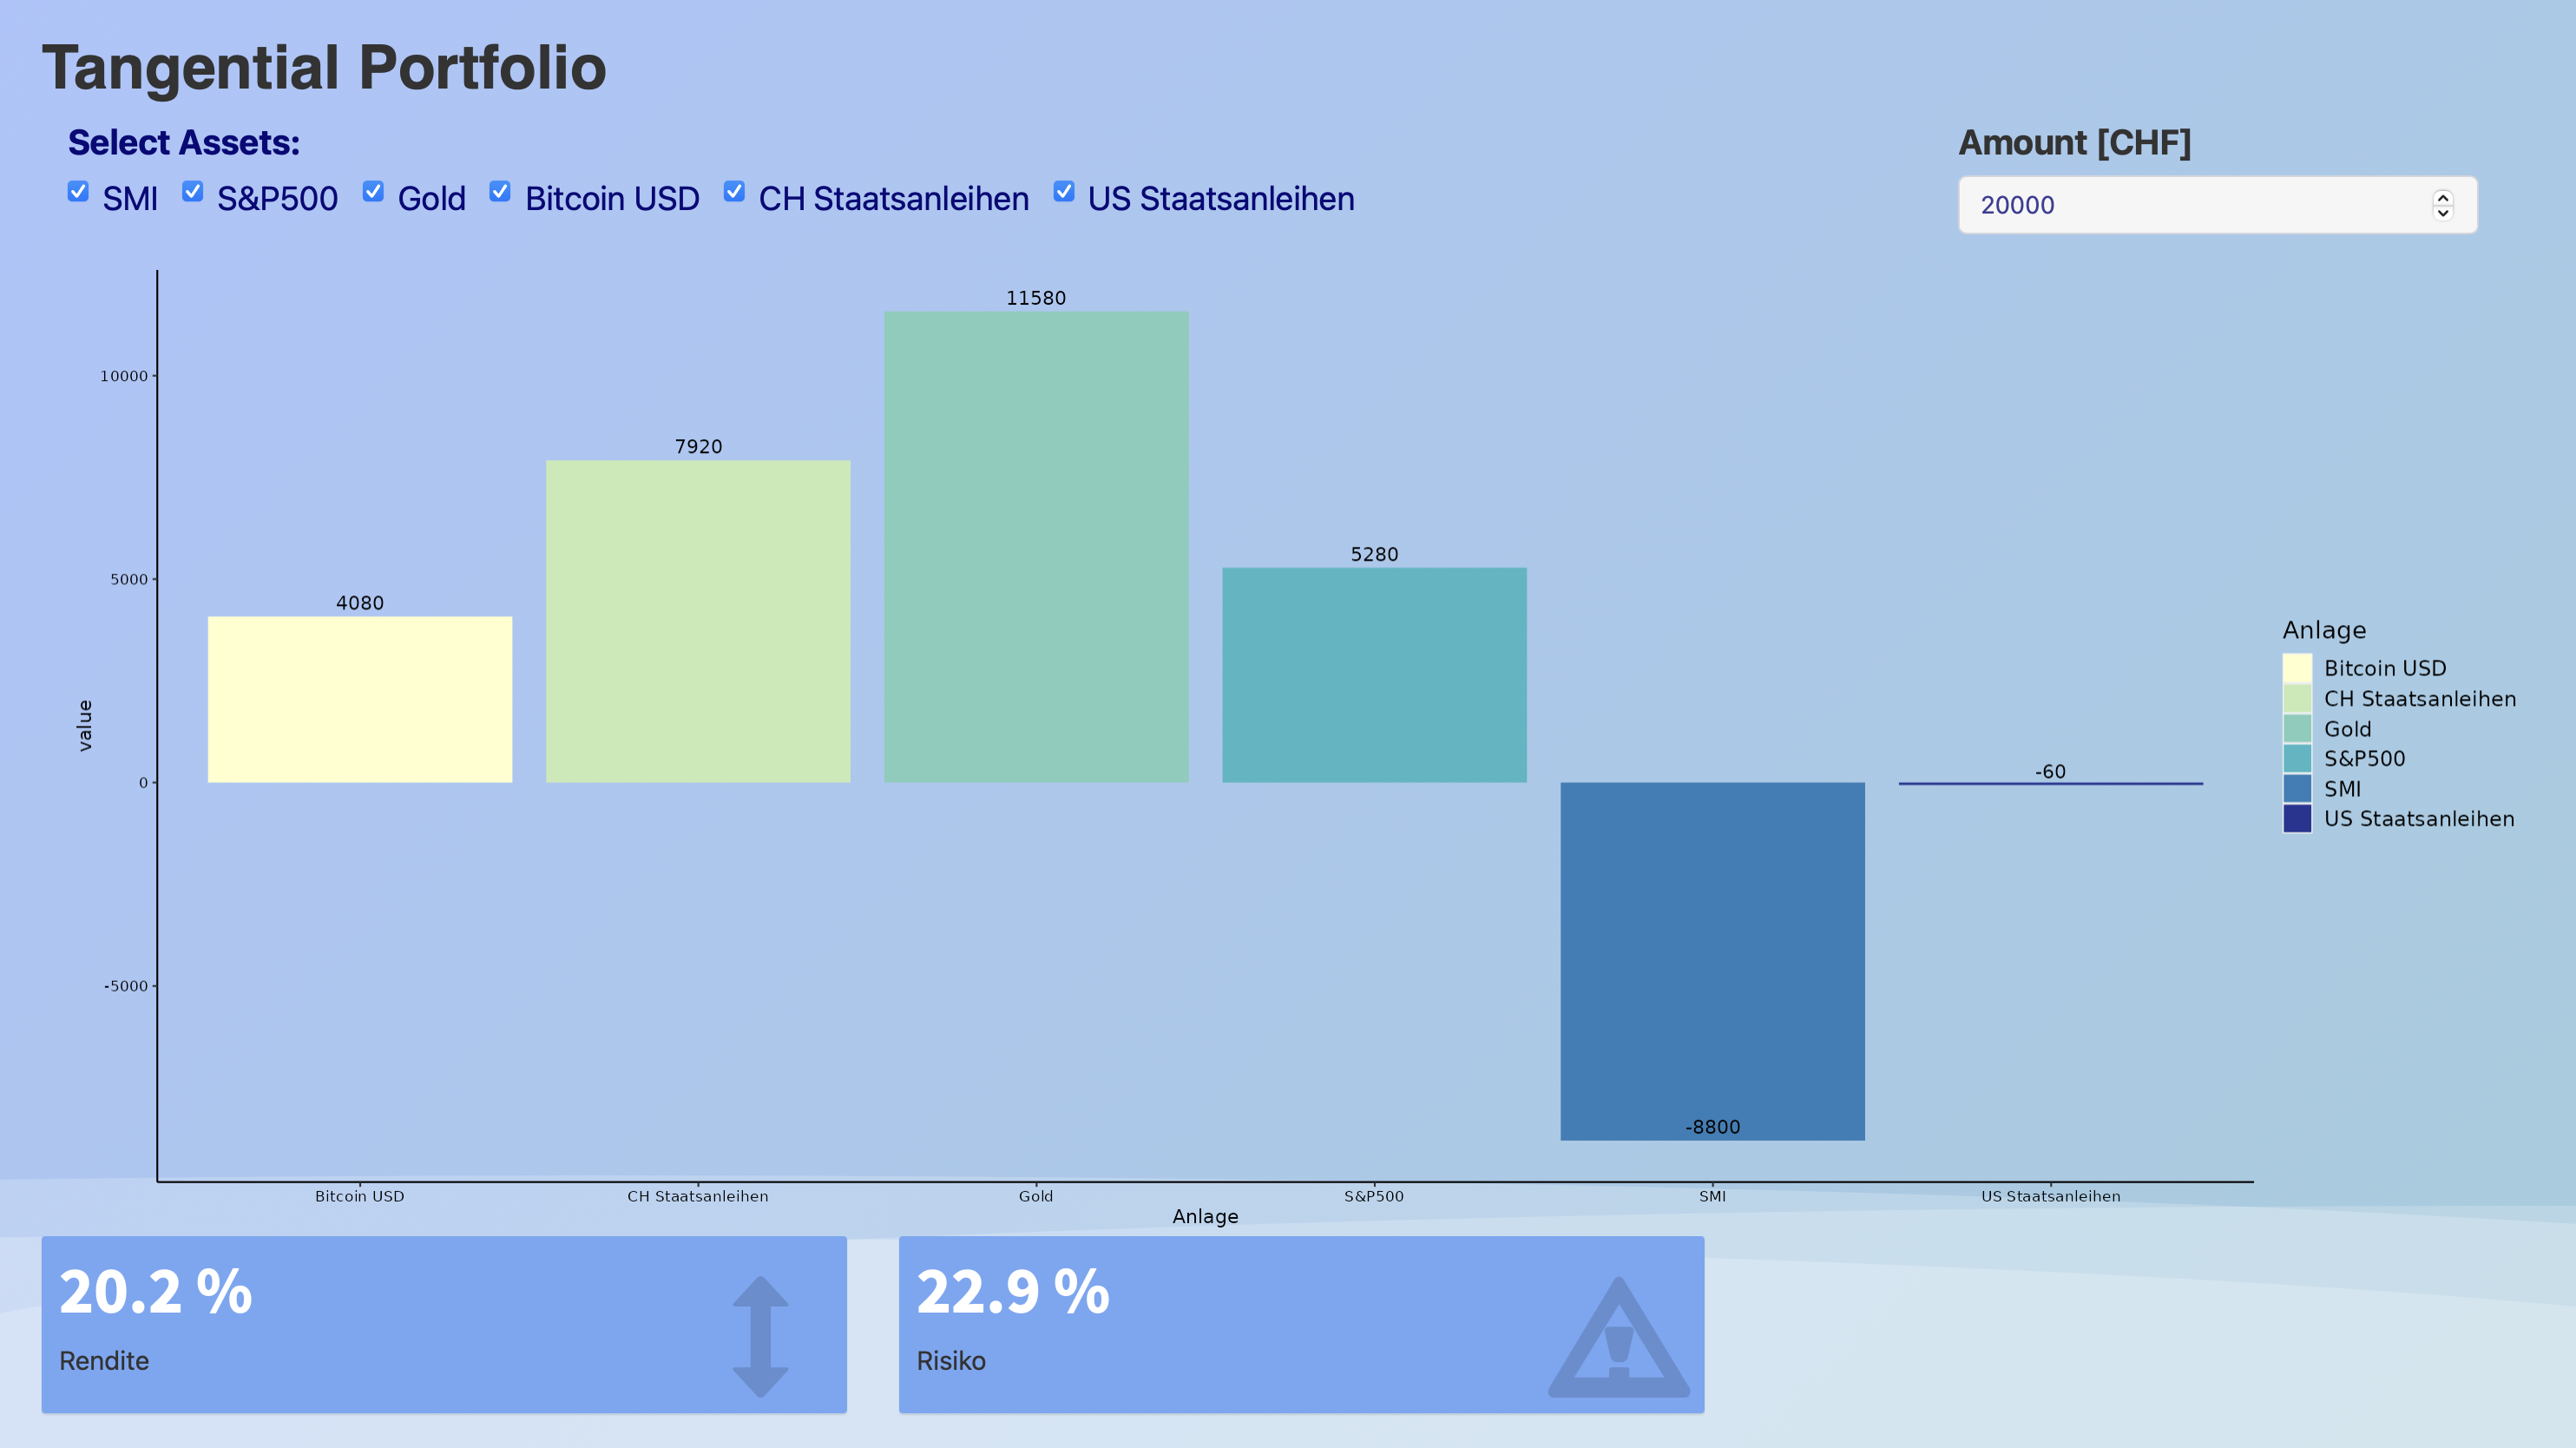 Tangential Portfolio
Select Assets:
SMI S&P500 Gold Bitcoin USD CH Staatsanleihen US Staatsanleihen
Amount [CHF]
20000
value
10000
5000
0
-5000
4080
7920
11580
5280
-8800
-60
Bitcoin USD CH Staatsanleihen Gold S&P500 SMI US Staatsanleihen
Anlage
Anlage
Bitcoin USD
CH Staatsanleihen
Gold
S&P500
SMI
US Staatsanleihen
20.2 %
Rendite
22.9 %
Risiko